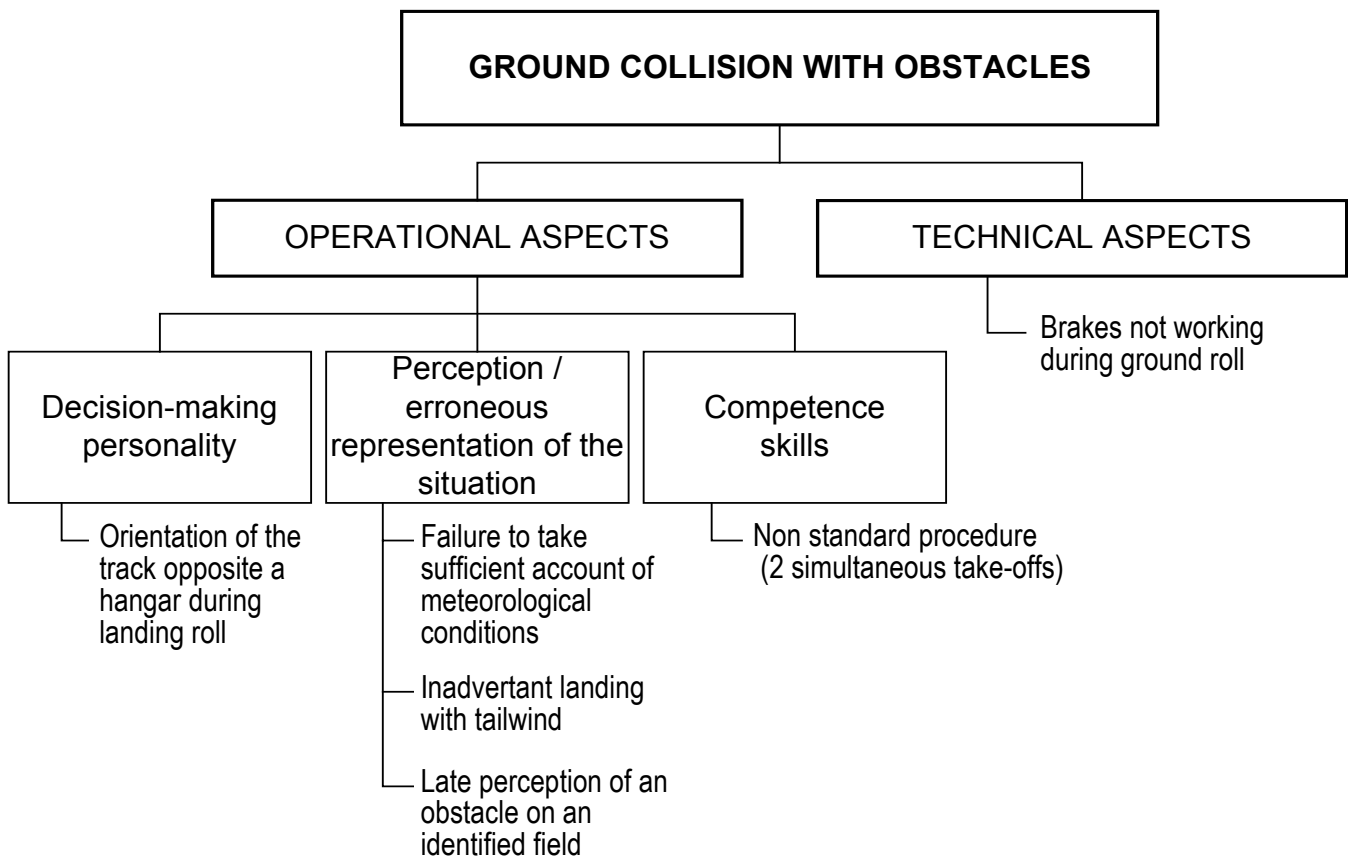 GROUND COLLISION WITH OBSTACLES
OPERATIONAL ASPECTS
TECHNICAL ASPECTS
Brakes not working
during ground roll
Decision-making
personality
Perception /
erroneous
representation of the
situation
Competence
skills
Orientation of the
track opposite a
hangar during
landing roll
Failure to take
sufficient account of
meteorological
conditions
Inadvertant landing
with tailwind
Late perception of an
obstacle on an
identified field
Non standard procedure
(2 simultaneous take-offs)